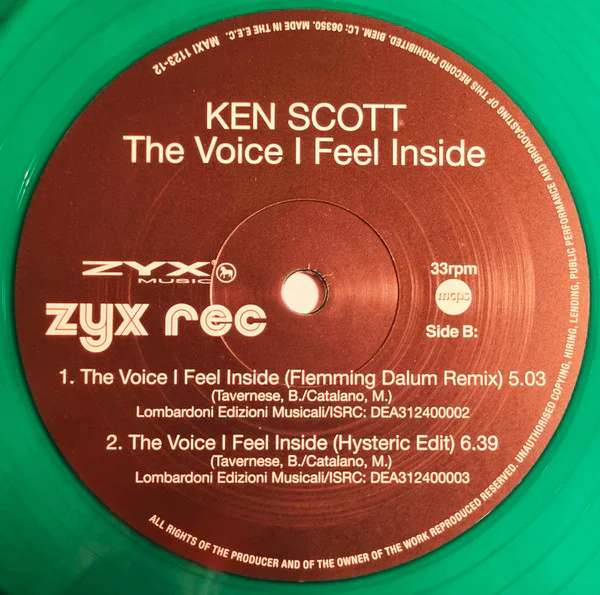 KEN SCOTT
The Voice I Feel Inside
ZYX®
MUSIC
zyx rec
33rpm
mcps
Side B:
1. The Voice I Feel Inside (Flemming Dalum Remix) 5.03
(Tavernese, B./Catalano, M.)
Lombardoni Edizioni Musicali/ISRC: DEA312400002
2. The Voice I Feel Inside (Hysteric Edit) 6.39
(Tavernese, B./Catalano, M.)
Lombardoni Edizioni Musicali/ISRC: DEA312400003
ALL RIGHTS OF THE PRODUCER AND OF THE OWNER OF THE WORK REPRODUCED RESERVED. UNAUTHORISED COPYING, HIRING, LENDING, PUBLIC PERFORMANCE AND BROADCASTING OF THIS RECORD PROHIBITED. BIEM. LC: 06350. MADE IN THE E.E.C. MAXI 1123-12